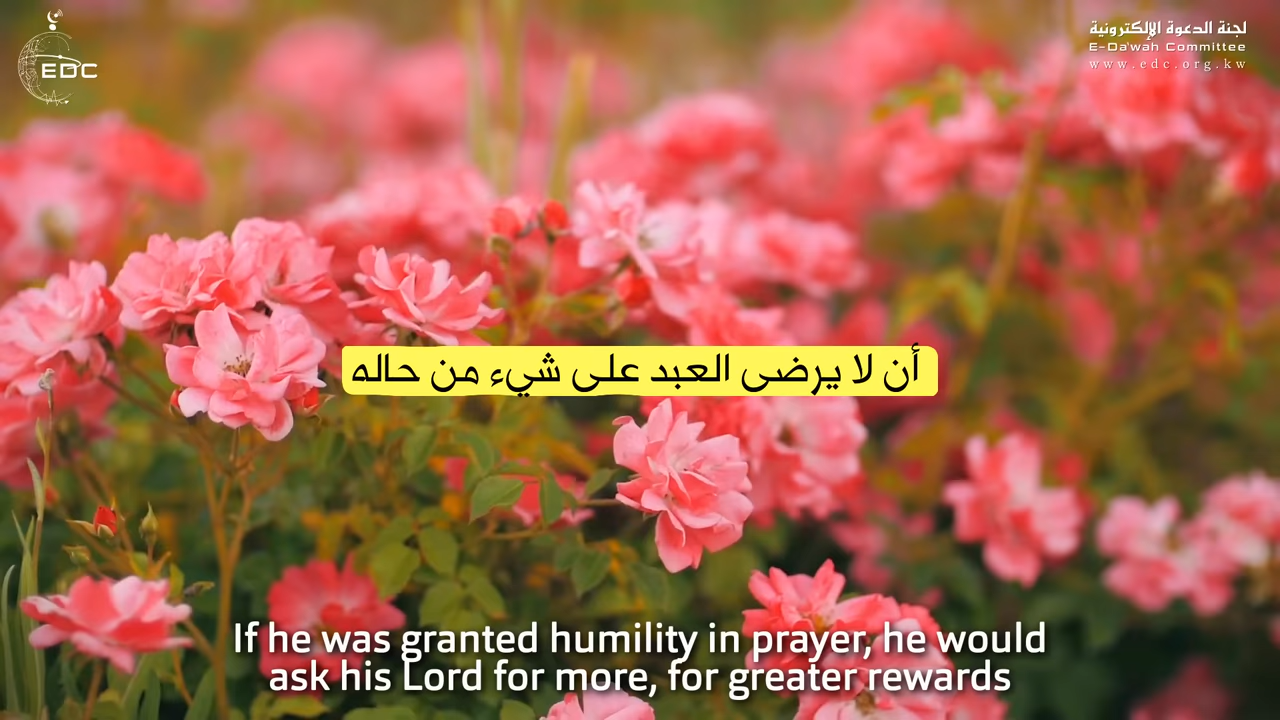 EDC
لجنة الدعوة الإلكترونية
E-Da'wah Committee
www.edc.org.kw
أن لا يرضى العبد على شيء من حاله
If he was granted humility in prayer, he would
ask his Lord for more, for greater rewards